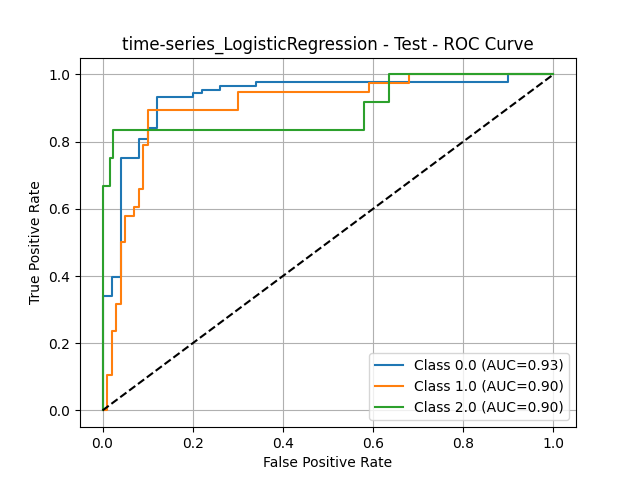 time-series_LogisticRegression - Test - ROC Curve
1.0
0.8
0.6
0.4
0.2
0.0
True Positive Rate
Class 0.0 (AUC=0.93)
Class 1.0 (AUC=0.90)
Class 2.0 (AUC=0.90)
0.0 0.2 0.4 0.6 0.8 1.0
False Positive Rate